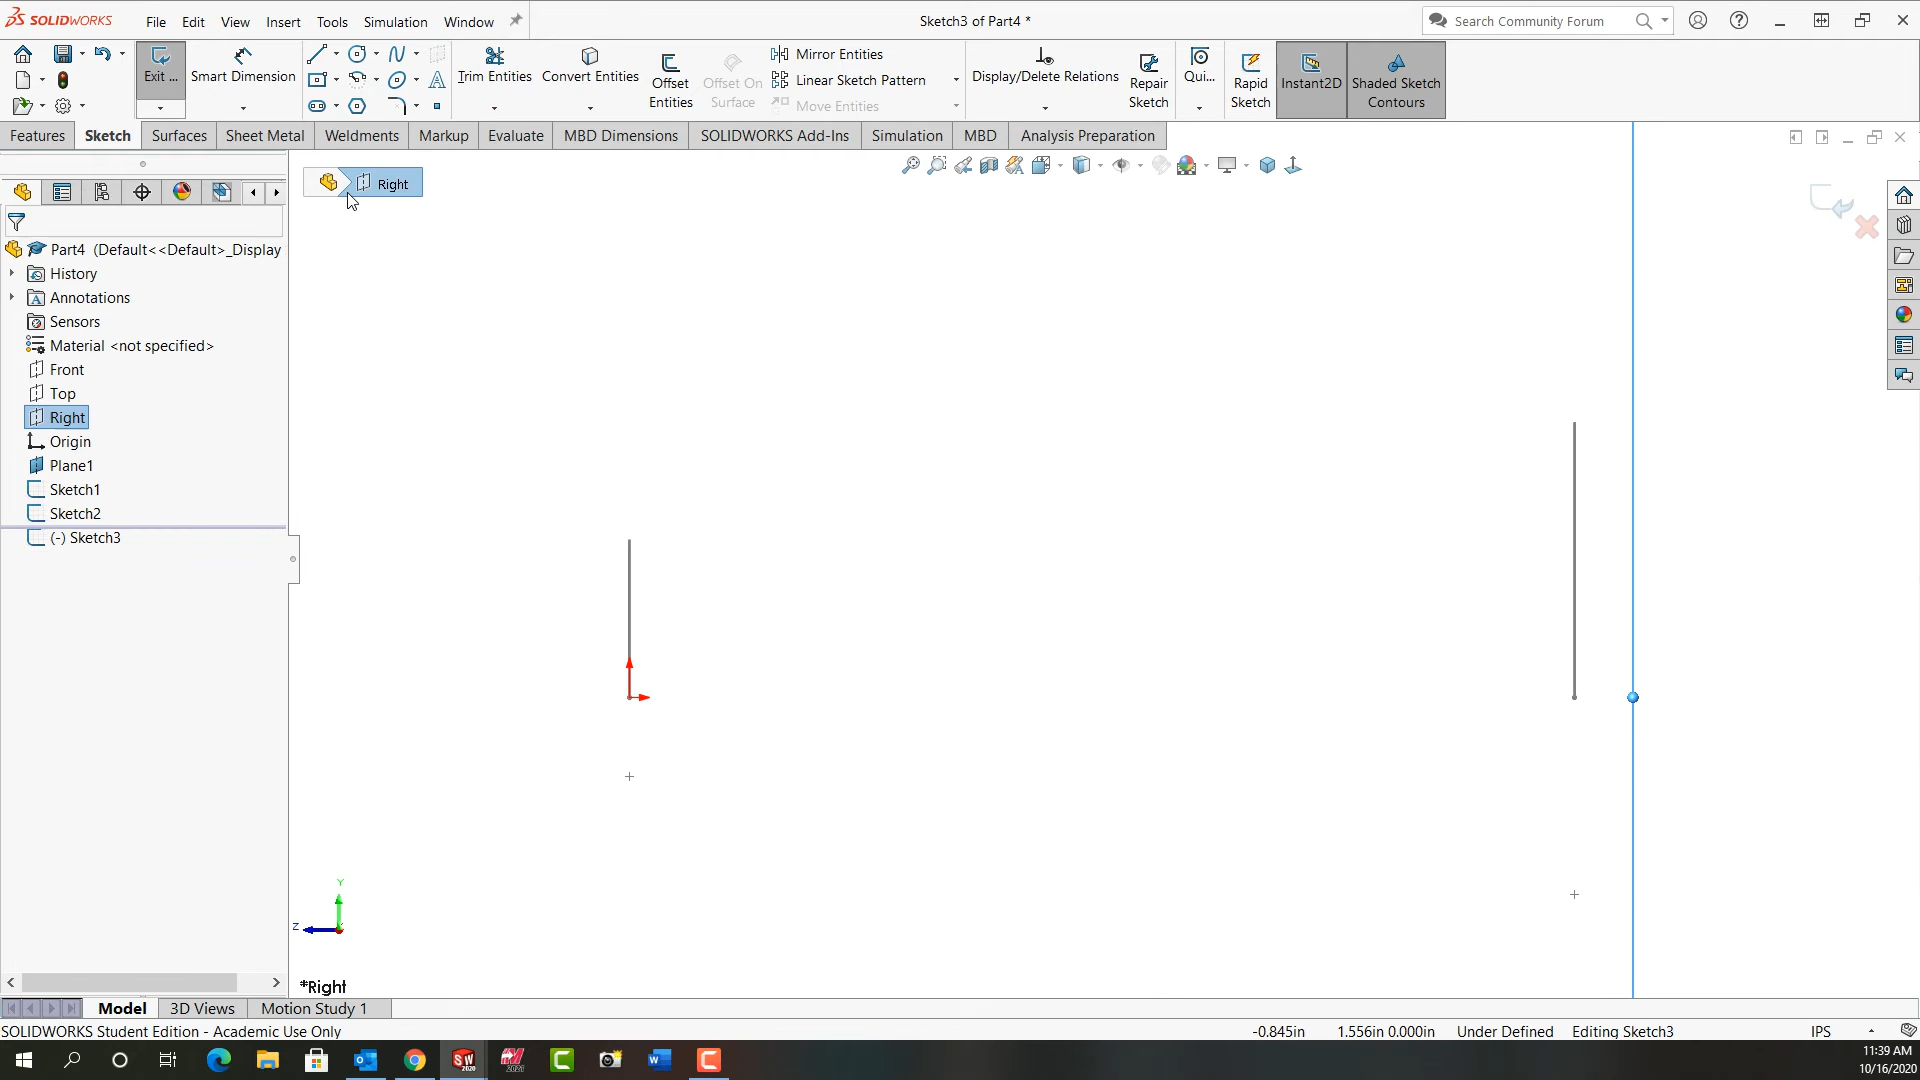 SOLIDWORKS
File Edit View Insert Tools Simulation Window
Sketch3 of Part4 *
Search Community Forum
Exit ...
Smart Dimension
Trim Entities
Convert Entities
Offset Entities
Offset On Surface
Mirror Entities
Linear Sketch Pattern
Move Entities
Display/Delete Relations
Repair Sketch
Qui...
Rapid Sketch
Instant2D
Shaded Sketch Contours
Features Sketch Surfaces Sheet Metal Weldments Markup Evaluate MBD Dimensions SOLIDWORKS Add-Ins Simulation MBD Analysis Preparation
Right
Part4 (Default<<Default>_Display
History
Annotations
Sensors
Material <not specified>
Front
Top
Right
Origin
Plane1
Sketch1
Sketch2
(-) Sketch3
Y
Z
*Right
Model 3D Views Motion Study 1
SOLIDWORKS Student Edition - Academic Use Only
-0.845in 1.556in 0.000in Under Defined Editing Sketch3 IPS
11:39 AM
10/16/2020